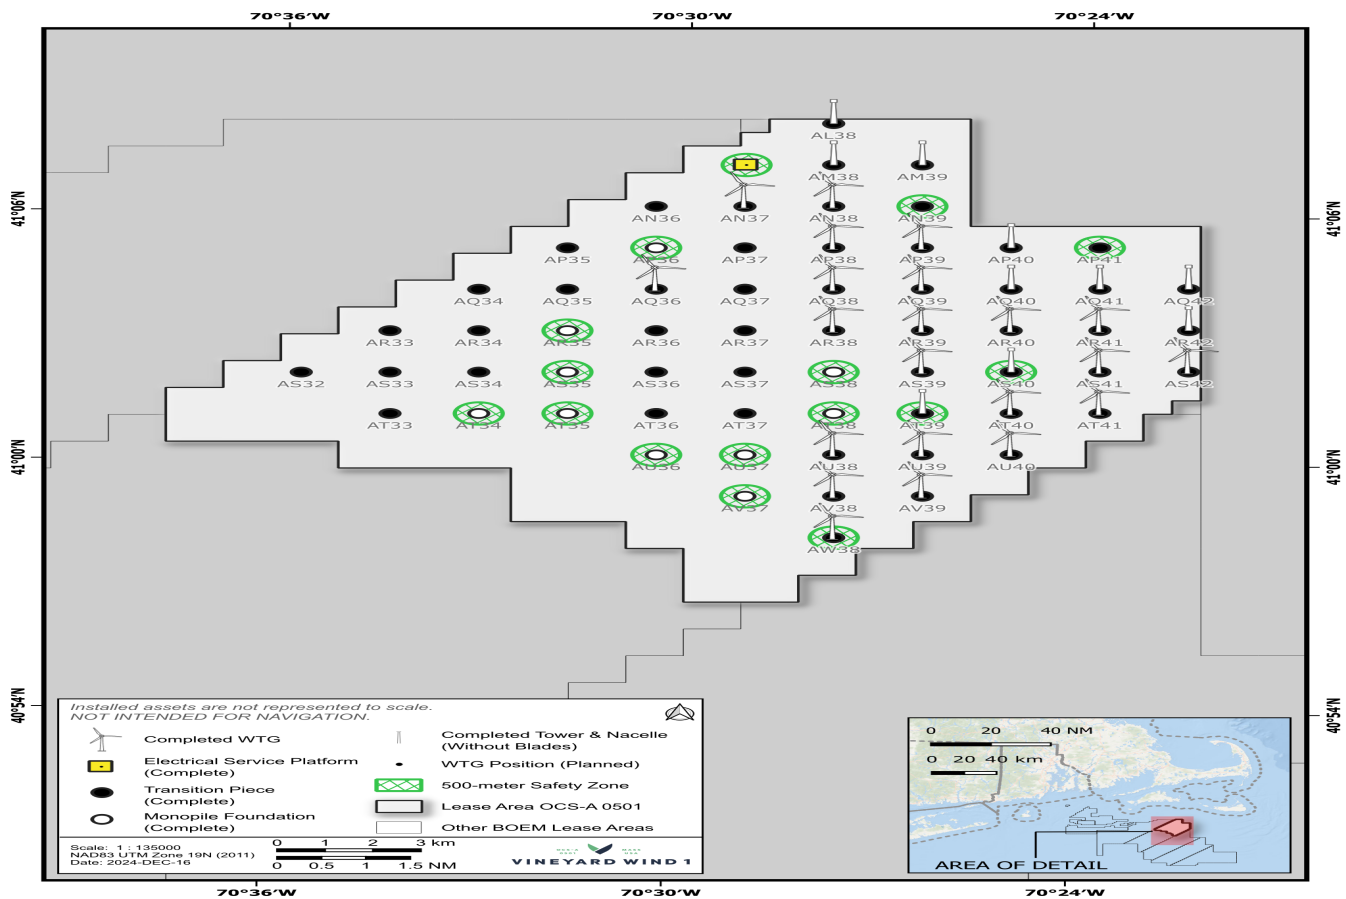 70°36'W 70°30'W 70°24'W
AL38
AM38 AM39
41°06'N
41°06'N
AN36 AN37 AN38 AN39
AP35 AP36 AP37 AP38 AP39 AP40 AP41
AQ34 AQ35 AQ36 AQ37 AQ38 AQ39 AQ40 AQ41 AQ42
AR33 AR34 AR35 AR36 AR37 AR38 AR39 AR40 AR41 AR42
AS32 AS33 AS34 AS35 AS36 AS37 AS38 AS39 AS40 AS41 AS42
AT33 AT34 AT35 AT36 AT37 AT38 AT39 AT40 AT41
41°00'N
41°00'N
AU36 AU37 AU38 AU39 AU40
AV37 AV38 AV39
AW38
40°54'N
40°54'N
Installed assets are not represented to scale.
NOT INTENDED FOR NAVIGATION.
Completed WTG
Electrical Service Platform
(Complete)
Transition Piece
(Complete)
Monopile Foundation
(Complete)
Completed Tower & Nacelle
(Without Blades)
WTG Position (Planned)
500-meter Safety Zone
Lease Area OCS-A 0501
Other BOEM Lease Areas
Scale: 1 : 135000
NAD83 UTM Zone 19N (2011)
Date: 2024-DEC-16
0 1 2 3 km
0 0.5 1 1.5 NM
VINEYARD WIND 1
0 20 40 NM
0 20 40 km
AREA OF DETAIL
70°36'W 70°30'W 70°24'W